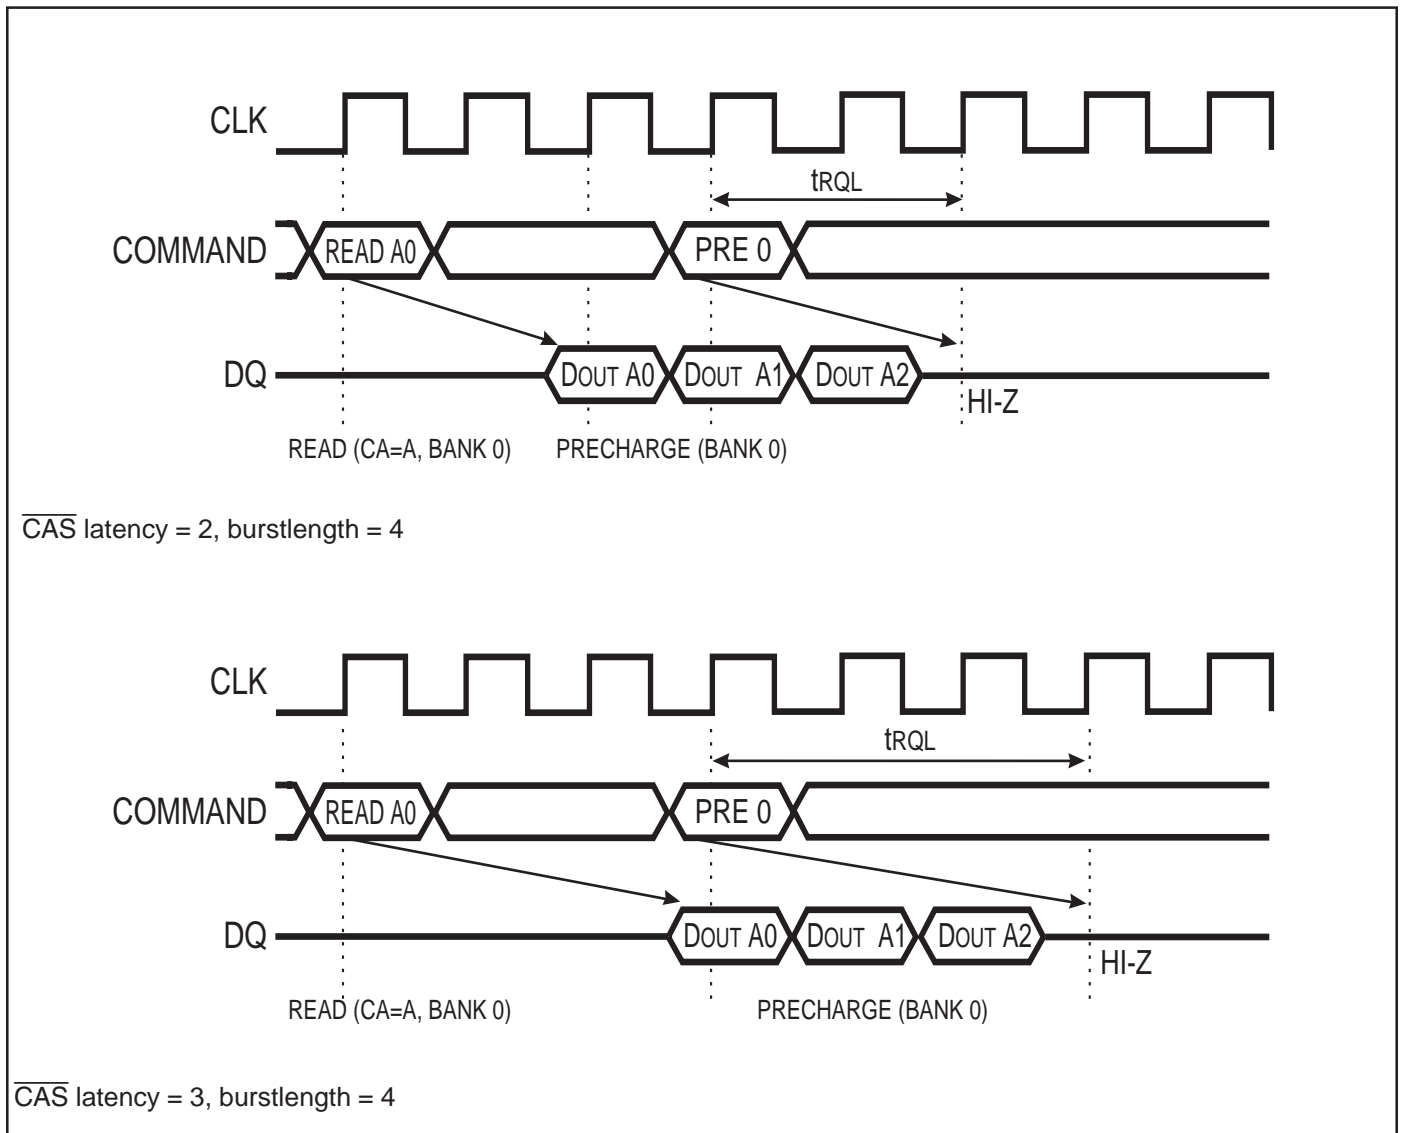 CLK
tRQL
COMMAND
READ A0
PRE 0
DQ
DOUT A0
DOUT A1
DOUT A2
HI-Z
READ (CA=A, BANK 0)
PRECHARGE (BANK 0)
CAS latency = 2, burstlength = 4
CLK
tRQL
COMMAND
READ A0
PRE 0
DQ
DOUT A0
DOUT A1
DOUT A2
HI-Z
READ (CA=A, BANK 0)
PRECHARGE (BANK 0)
CAS latency = 3, burstlength = 4